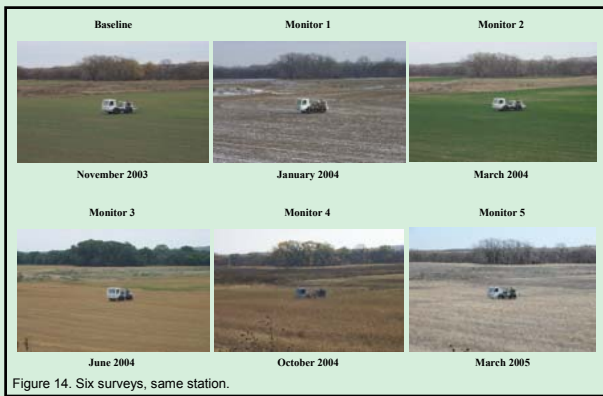 Baseline Monitor 1 Monitor 2
November 2003 January 2004 March 2004
Monitor 3 Monitor 4 Monitor 5
June 2004 October 2004 March 2005
Figure 14. Six surveys, same station.